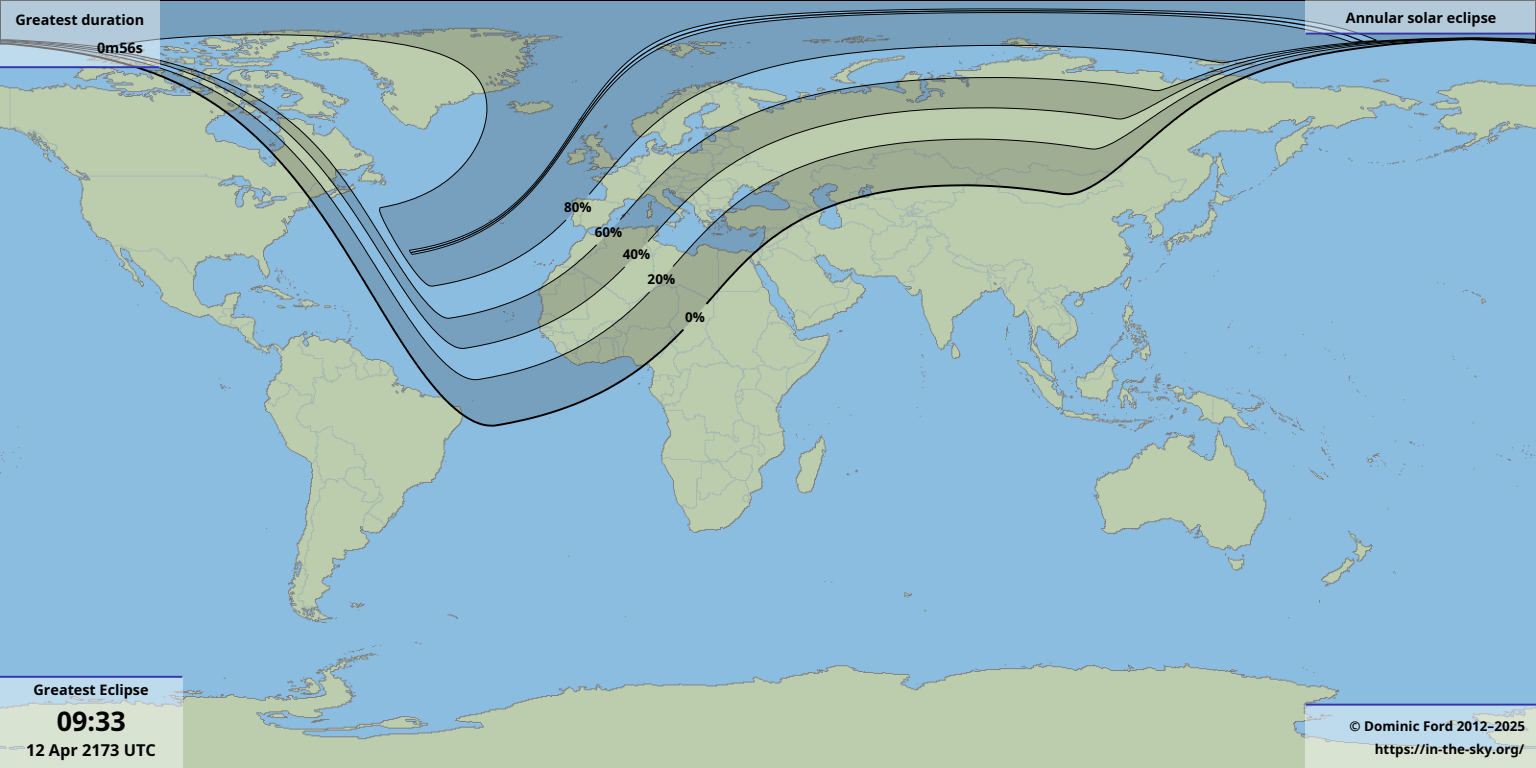 Greatest duration
0m56s
Annular solar eclipse
80%
60%
40%
20%
0%
Greatest Eclipse
09:33
12 Apr 2173 UTC
© Dominic Ford 2012–2025
https://in-the-sky.org/